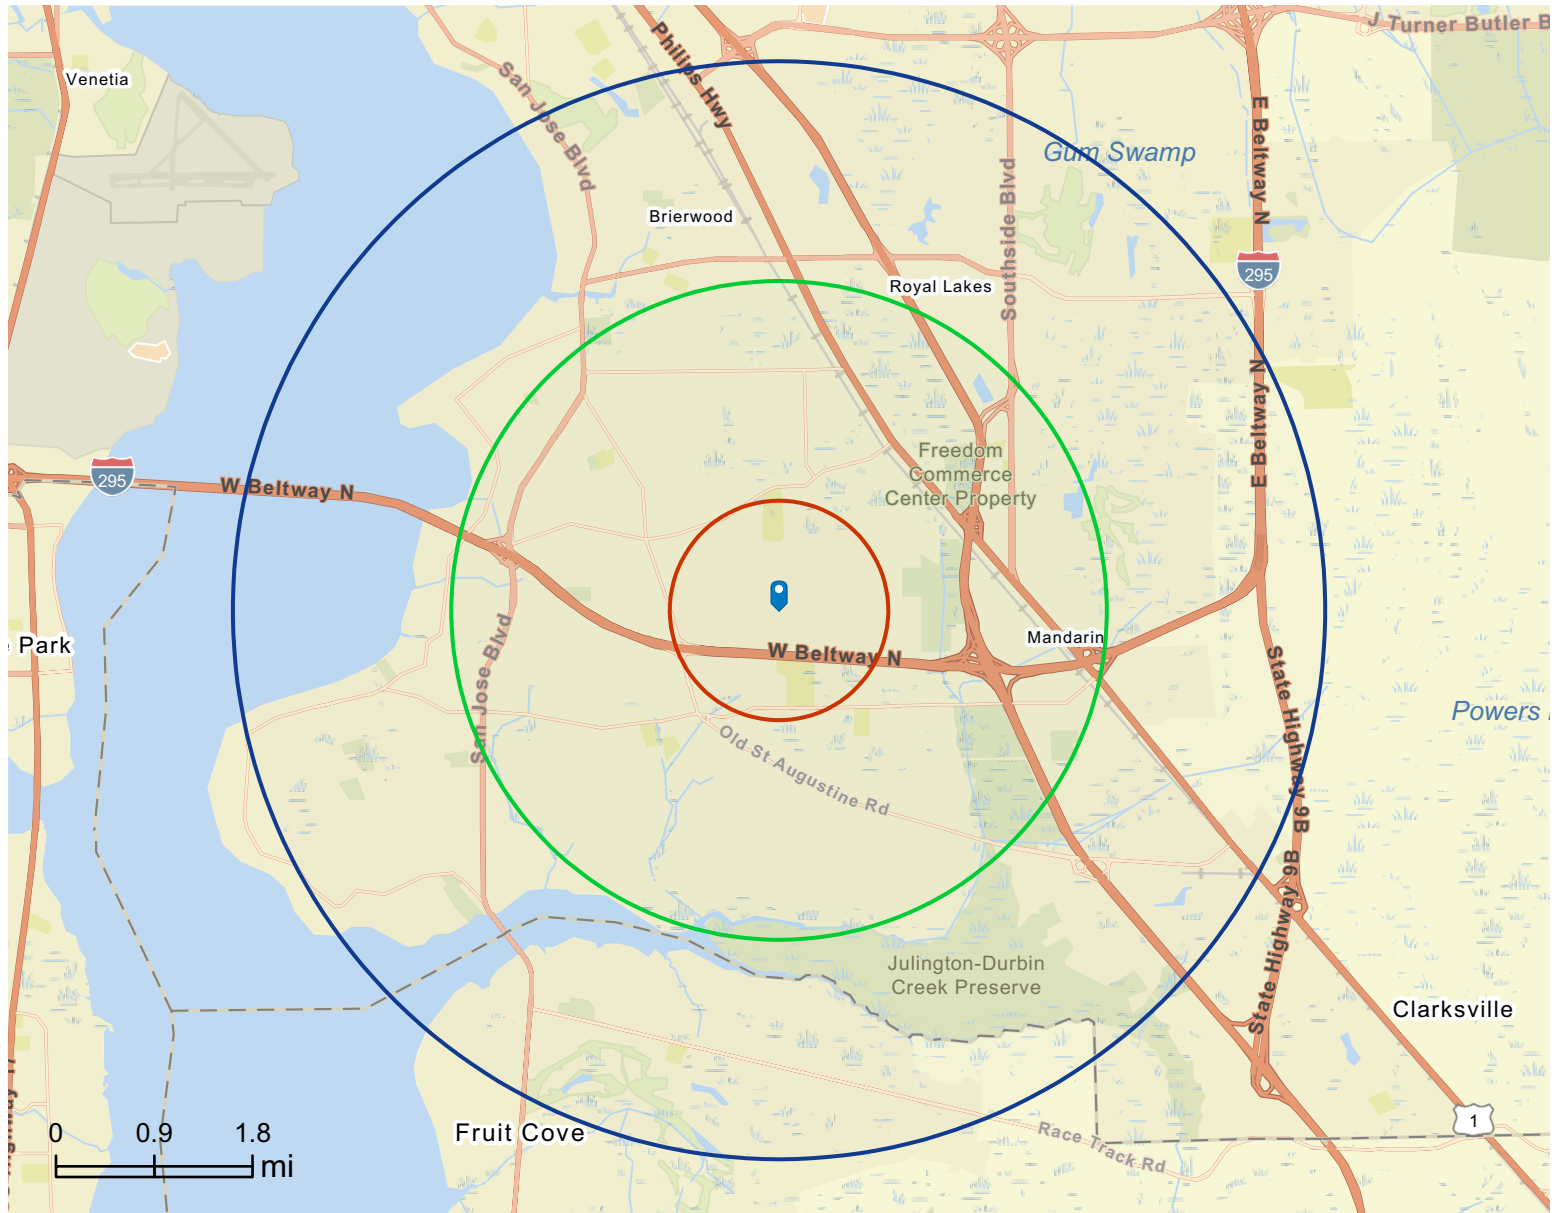 J Turner Butler B
Philips Hwy
San Jose Blvd
Venetia
E Beltway N
Gum Swamp
Southside Blvd
Brierwood
295
Royal Lakes
E Beltway N
Freedom
Commerce
Center Property
295
W Beltway N
Park
Mandarin
W Beltway N
San Jose Blvd
State Highway 9B
Powers
Old St Augustine Rd
State Highway 9B
Julington-Durbin
Creek Preserve
Clarksville
Fruit Cove
1
Race Track Rd
0 0.9 1.8
mi